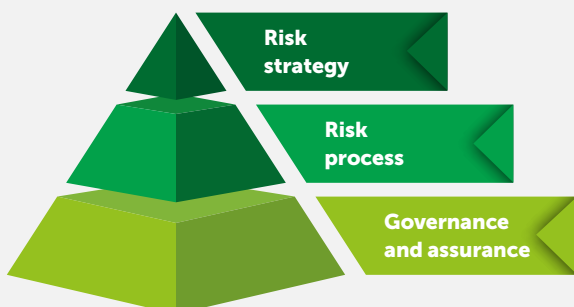 Risk
strategy
Risk
process
Governance
and assurance